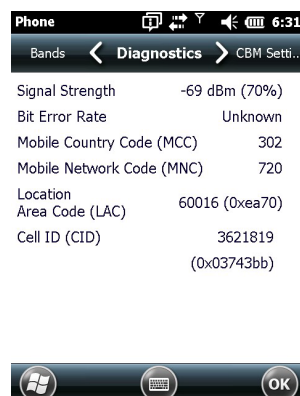 Phone 6:31
Bands Diagnostics CBM Setti..
Signal Strength -69 dBm (70%)
Bit Error Rate Unknown
Mobile Country Code (MCC) 302
Mobile Network Code (MNC) 720
Location
Area Code (LAC) 60016 (0xea70)
Cell ID (CID) 3621819
(0x03743bb)
OK